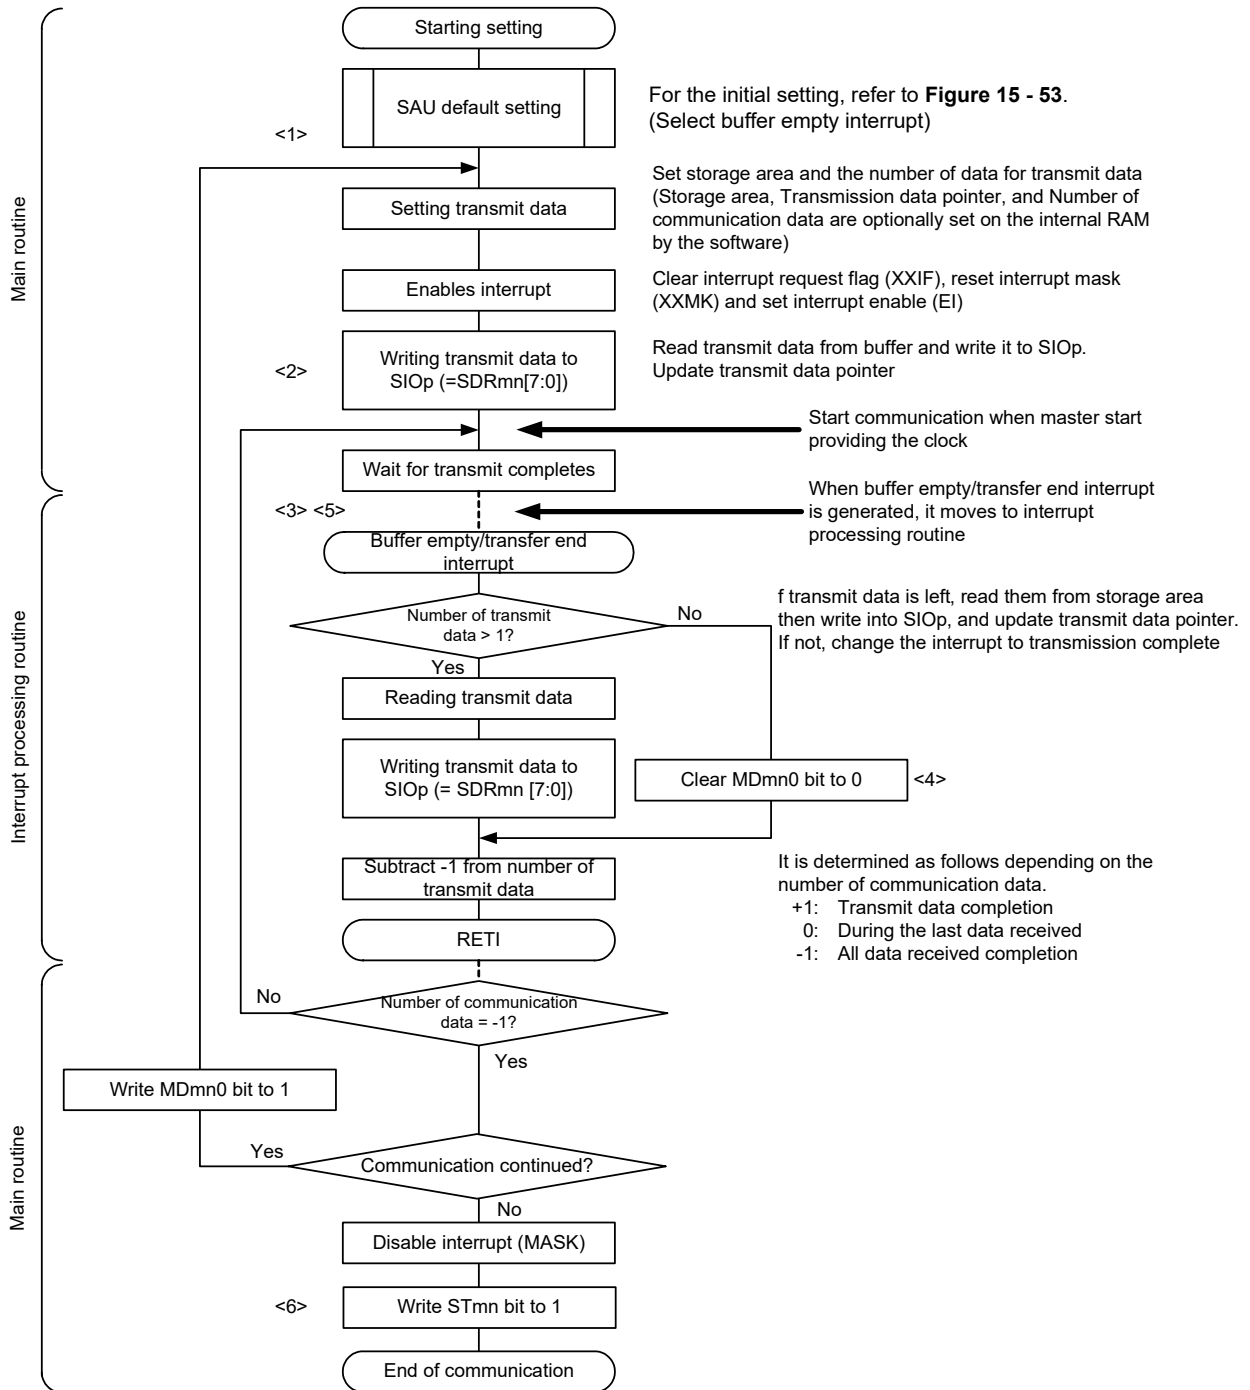 Starting setting
SAU default setting
For the initial setting, refer to Figure 15 - 53.
(Select buffer empty interrupt)
<1>
Setting transmit data
Set storage area and the number of data for transmit data
(Storage area, Transmission data pointer, and Number of
communication data are optionally set on the internal RAM
by the software)
Main routine
Enables interrupt
Clear interrupt request flag (XXIF), reset interrupt mask
(XXMK) and set interrupt enable (EI)
<2>
Writing transmit data to
SIOp (=SDRmn[7:0])
Read transmit data from buffer and write it to SIOp.
Update transmit data pointer
Start communication when master start
providing the clock
Wait for transmit completes
<3> <5>
When buffer empty/transfer end interrupt
is generated, it moves to interrupt
processing routine
Buffer empty/transfer end
interrupt
Number of transmit
data > 1?
No
Yes
f transmit data is left, read them from storage area
then write into SIOp, and update transmit data pointer.
If not, change the interrupt to transmission complete
Reading transmit data
Interrupt processing routine
Writing transmit data to
SIOp (= SDRmn [7:0])
Clear MDmn0 bit to 0
<4>
Subtract -1 from number of
transmit data
It is determined as follows depending on the
number of communication data.
+1: Transmit data completion
0: During the last data received
-1: All data received completion
RETI
No
Number of communication
data = -1?
Yes
Write MDmn0 bit to 1
Yes
Communication continued?
No
Main routine
Disable interrupt (MASK)
<6>
Write STmn bit to 1
End of communication